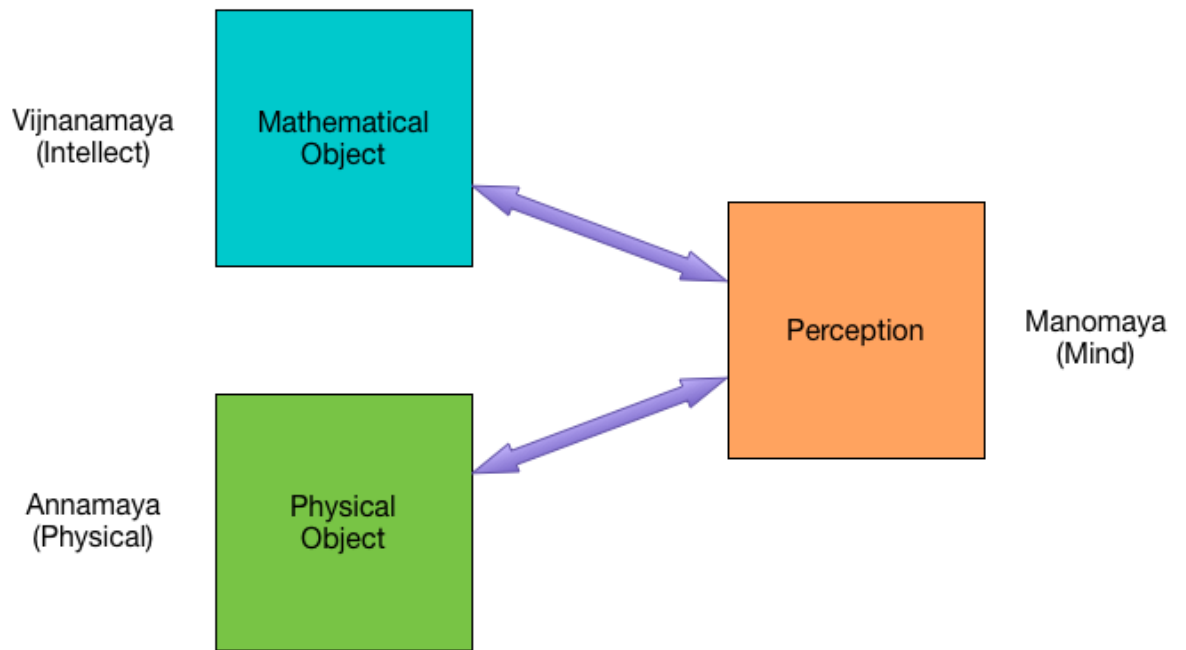 Vijnanamaya
(Intellect)
Mathematical
Object
Perception
Manomaya
(Mind)
Annamaya
(Physical)
Physical
Object